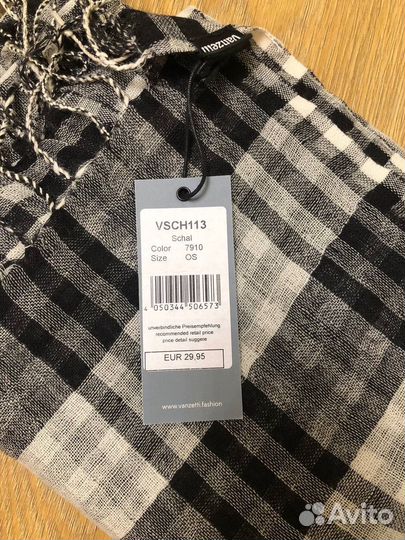 vanzetti
VSCH113
Schal
Color 7910
Size OS
4 050344 506573
unverbindliche Preisempfehlung
recommended retail price
price detail suggere
EUR 29,95
www.vanzetti.fashion
Avito